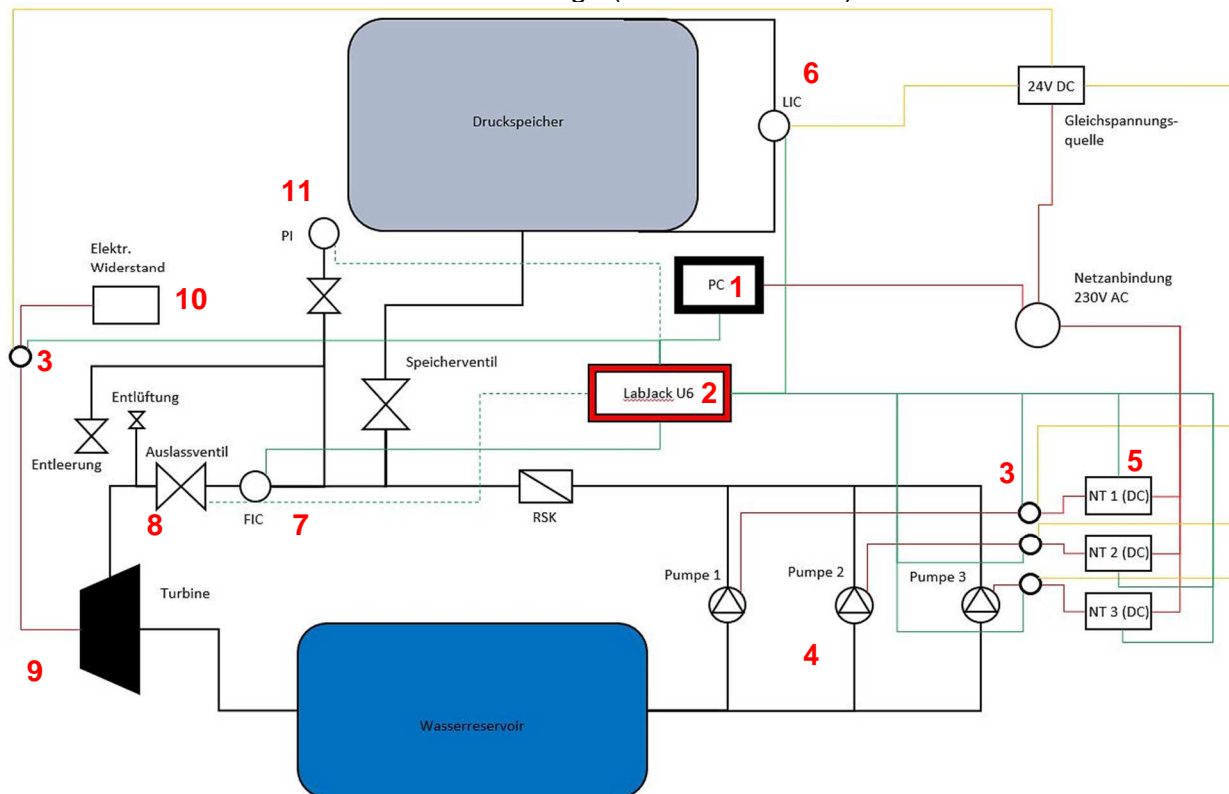 6
LIC
24V DC
Gleichspannungs-
quelle
Druckspeicher
11
PI
Elektr.
Widerstand
10
PC 1
Netzanbindung
230V AC
3
Speicherventil
LabJack U6 2
Entlüftung
Entleerung
Auslassventil
8
FIC
7
RSK
3
5
NT 1 (DC)
NT 2 (DC)
NT 3 (DC)
Pumpe 1
Pumpe 2
Pumpe 3
4
Turbine
9
Wasserreservoir